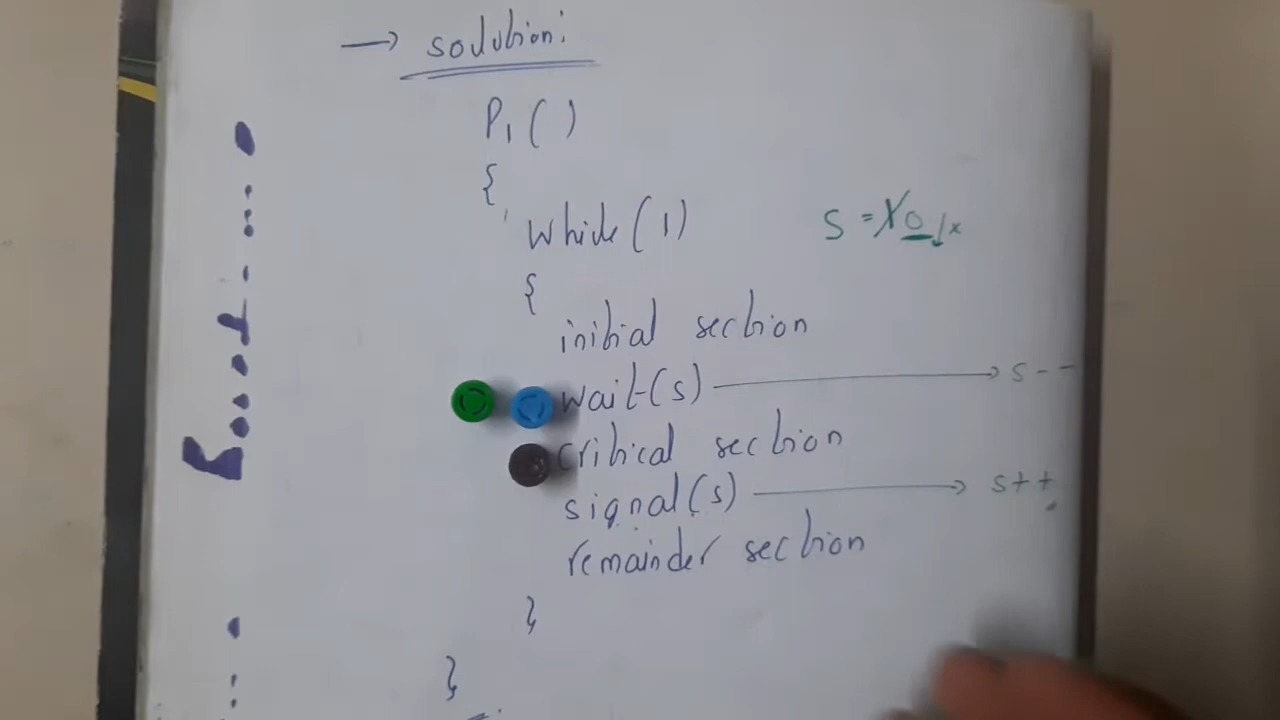 → solution:
P1 ( )
{
while (1)
S = 1 0
{
initial section
wait(s) → s--
critical section
signal(s) → s++
remainder section
}
}